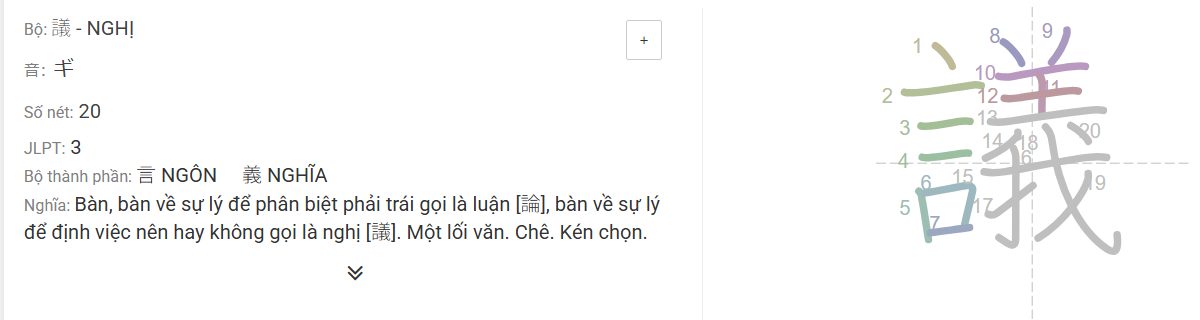 Bộ: 議 - NGHỊ
+
音: ギ
Số nét: 20
JLPT: 3
Bộ thành phần: 言 NGÔN 義 NGHĨA
Nghĩa: Bàn, bàn về sự lý để phân biệt phải trái gọi là luận [論], bàn về sự lý
để định việc nên hay không gọi là nghị [議]. Một lối văn. Chê. Kén chọn.
議
1
2
3
4
5
6
7
8
9
10
11
12
13
14
15
16
17
18
19
20